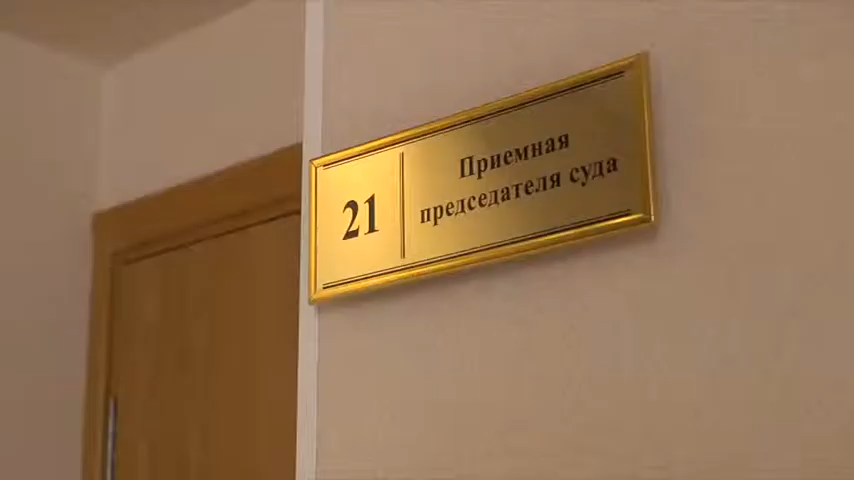 21
Приемная
председателя суда